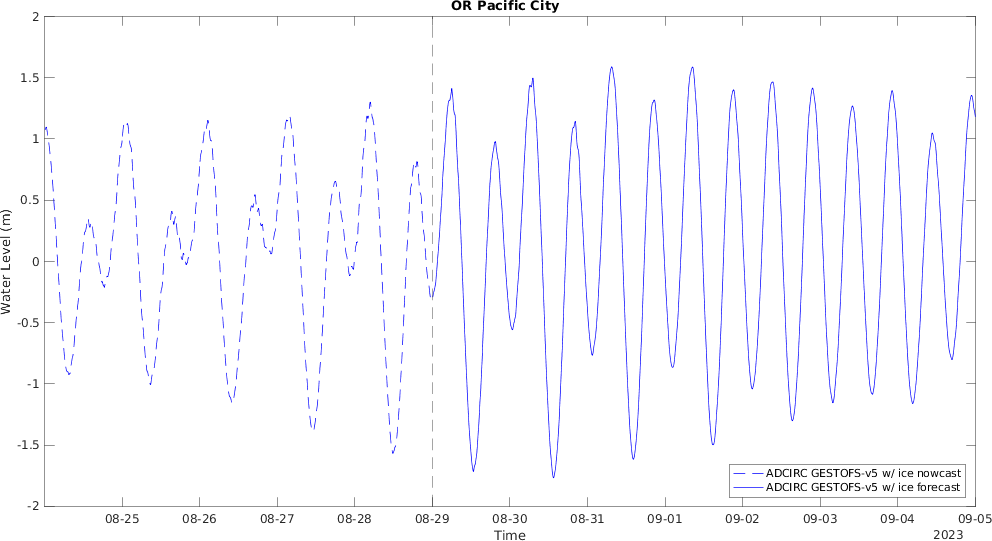 OR Pacific City
2
1.5
1
0.5
0
-0.5
-1
-1.5
-2
Water Level (m)
08-25 08-26 08-27 08-28 08-29 08-30 08-31 09-01 09-02 09-03 09-04 09-05
Time
2023
ADCIRC GESTOFS-v5 w/ ice nowcast
ADCIRC GESTOFS-v5 w/ ice forecast